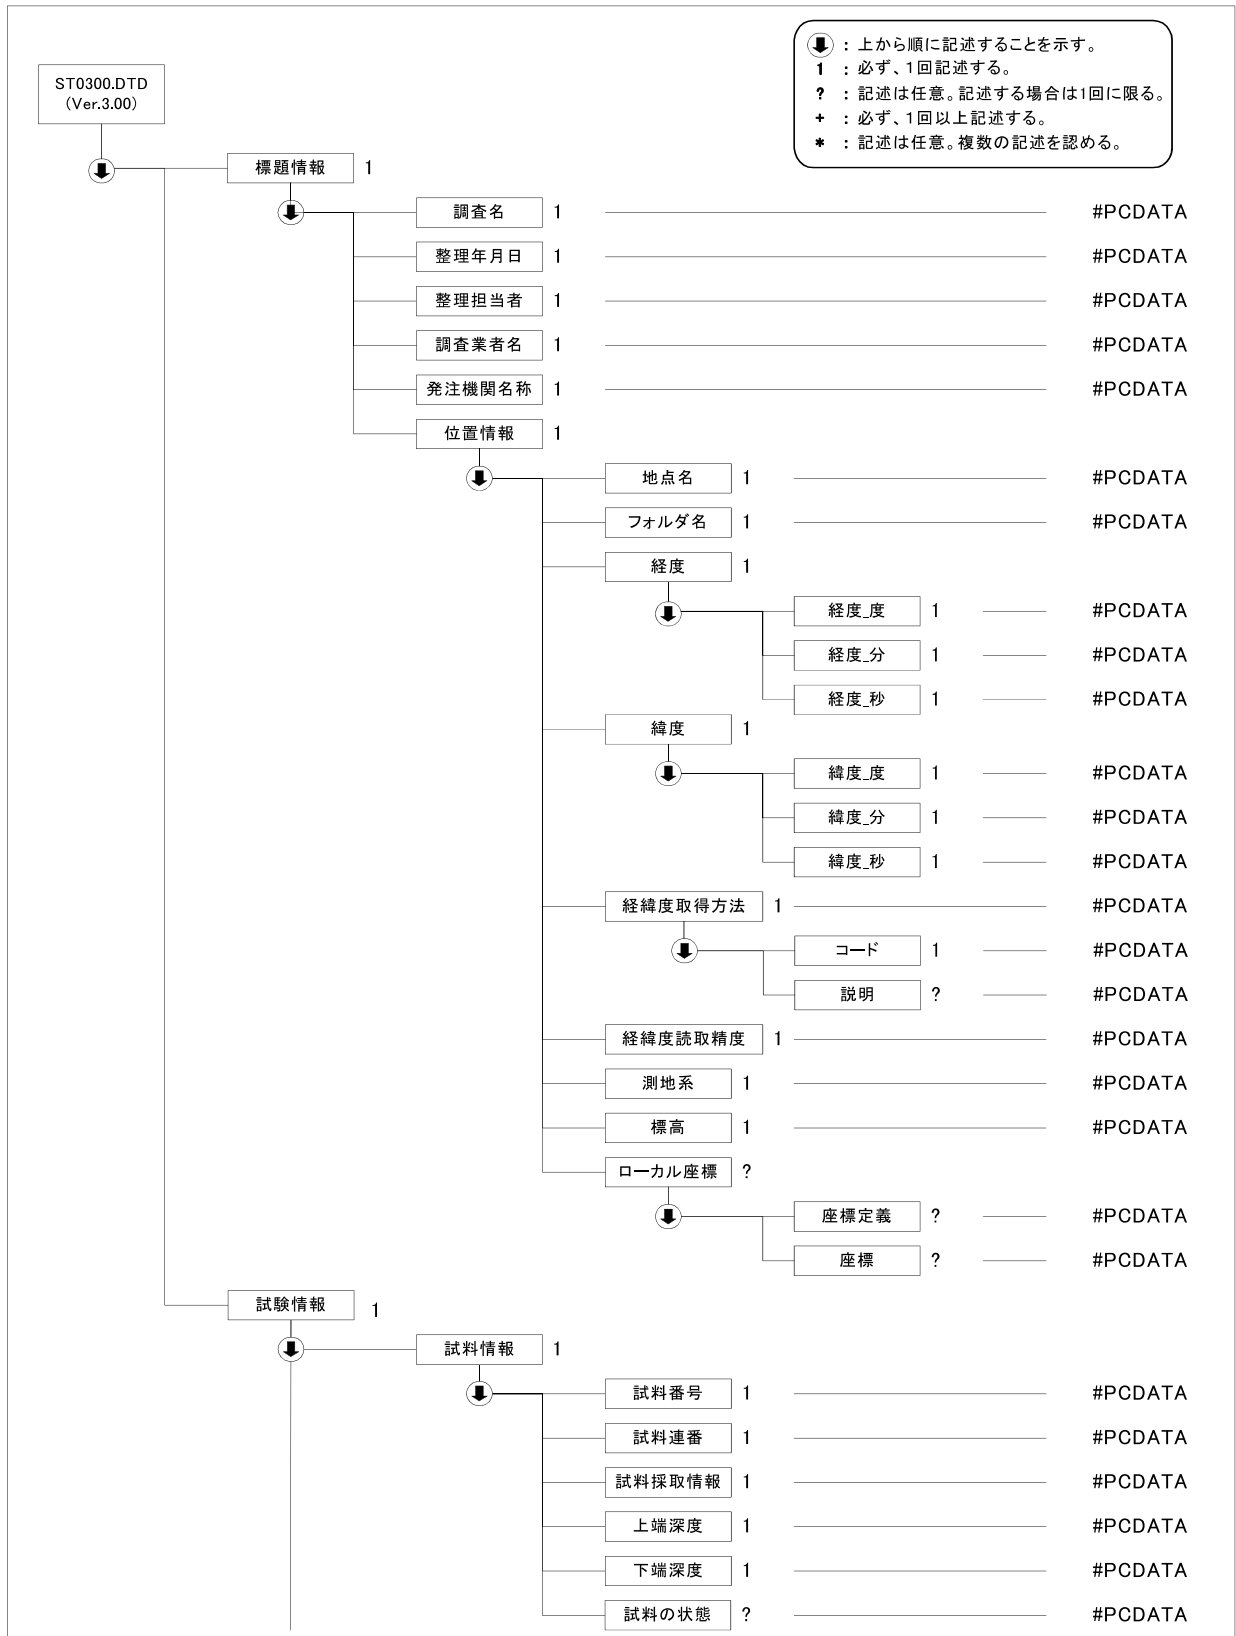 ：上から順に記述することを示す。
1 ：必ず、1回記述する。
? ：記述は任意。記述する場合は1回に限る。
+ ：必ず、1回以上記述する。
* ：記述は任意。複数の記述を認める。
ST0300.DTD
(Ver.3.00)
標題情報 1
調査名 1 #PCDATA
整理年月日 1 #PCDATA
整理担当者 1 #PCDATA
調査業者名 1 #PCDATA
発注機関名称 1 #PCDATA
位置情報 1
地点名 1 #PCDATA
フォルダ名 1 #PCDATA
経度 1
経度_度 1 #PCDATA
経度_分 1 #PCDATA
経度_秒 1 #PCDATA
緯度 1
緯度_度 1 #PCDATA
緯度_分 1 #PCDATA
緯度_秒 1 #PCDATA
経緯度取得方法 1 #PCDATA
コード 1 #PCDATA
説明 ? #PCDATA
経緯度読取精度 1 #PCDATA
測地系 1 #PCDATA
標高 1 #PCDATA
ローカル座標 ?
座標定義 ? #PCDATA
座標 ? #PCDATA
試験情報 1
試料情報 1
試料番号 1 #PCDATA
試料連番 1 #PCDATA
試料採取情報 1 #PCDATA
上端深度 1 #PCDATA
下端深度 1 #PCDATA
試料の状態 ? #PCDATA